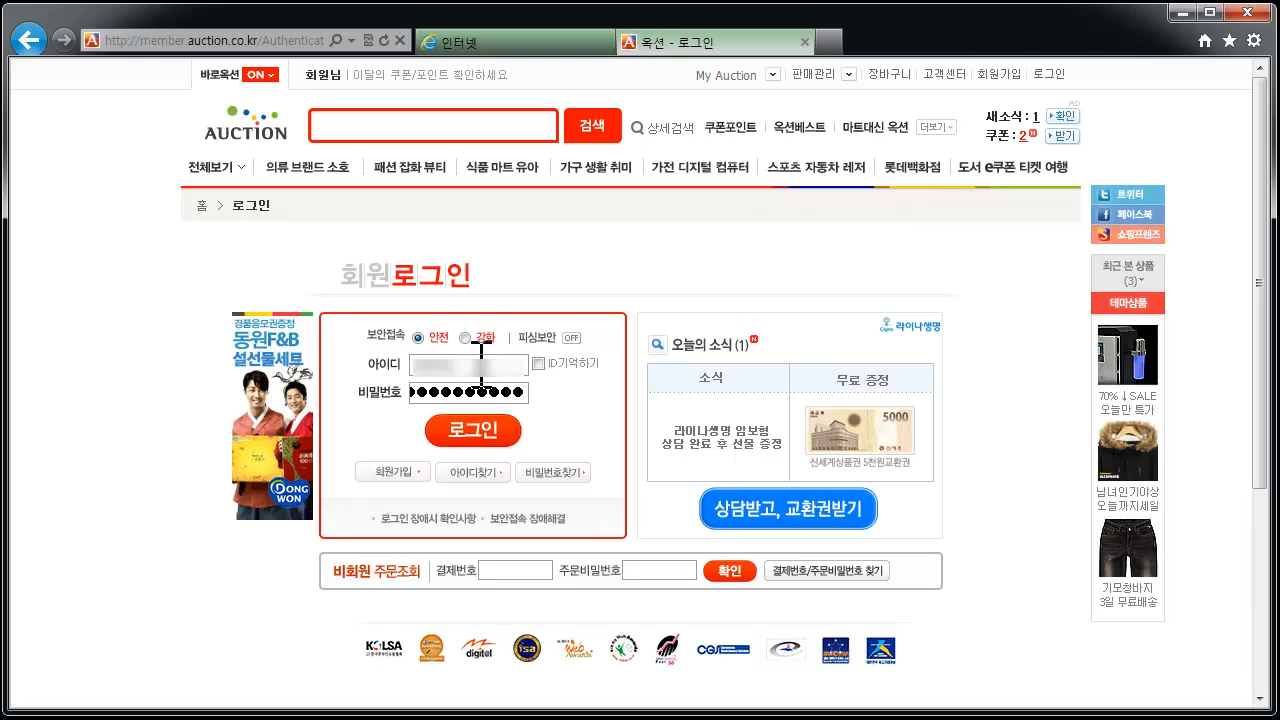 http://member.auction.co.kr/Authenticat
인터넷
옥션 - 로그인
바로옥션 ON
회원님 | 이달의 쿠폰/포인트 확인하세요
My Auction
판매관리
장바구니
고객센터
회원가입
로그인
AUCTION
검색
상세검색
쿠폰포인트
옥션베스트
마트대신 옥션
더보기
AD
새소식 : 1 확인
쿠폰 : 2 N 받기
전체보기
의류 브랜드 소호
패션 잡화 뷰티
식품 마트 유아
가구 생활 취미
가전 디지털 컴퓨터
스포츠 자동차 레저
롯데백화점
도서 e쿠폰 티켓 여행
홈 > 로그인
트위터
페이스북
쇼핑프렌즈
최근 본 상품
(3)
테마상품
70%↓SALE
오늘만 특가
남녀인기야상
오늘까지세일
기모청바지
3일 무료배송
회원로그인
경품응모권증정
동원F&B
설선물세트
DONG
WON
보안접속 안전 강화 | 피싱보안 OFF
아이디
ID기억하기
비밀번호
로그인
회원가입
아이디찾기
비밀번호찾기
로그인 장애시 확인사항
보안접속 장애해결
Cigna 라이나생명
오늘의 소식 (1) N
소식
무료 증정
라이나생명 암보험
상담 완료 후 선물 증정
5000
신세계상품권 5천원교환권
상담받고, 교환권받기
비회원 주문조회
결제번호
주문비밀번호
확인
결제번호/주문비밀번호 찾기
KOLSA
digital
isa
Web
Awards
CGS